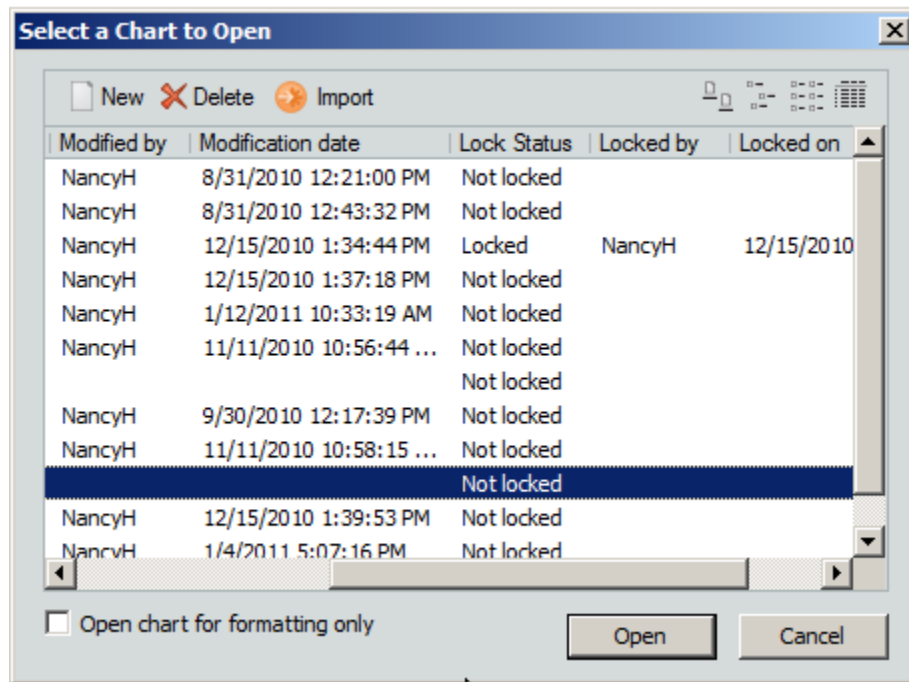 Select a Chart to Open
New Delete Import
Modified by Modification date Lock Status Locked by Locked on
NancyH 8/31/2010 12:21:00 PM Not locked
NancyH 8/31/2010 12:43:32 PM Not locked
NancyH 12/15/2010 1:34:44 PM Locked NancyH 12/15/2010
NancyH 12/15/2010 1:37:18 PM Not locked
NancyH 1/12/2011 10:33:19 AM Not locked
NancyH 11/11/2010 10:56:44 ... Not locked
Not locked
NancyH 9/30/2010 12:17:39 PM Not locked
NancyH 11/11/2010 10:58:15 ... Not locked
Not locked
NancyH 12/15/2010 1:39:53 PM Not locked
NancyH 1/4/2011 5:07:16 PM Not locked
Open chart for formatting only
Open Cancel